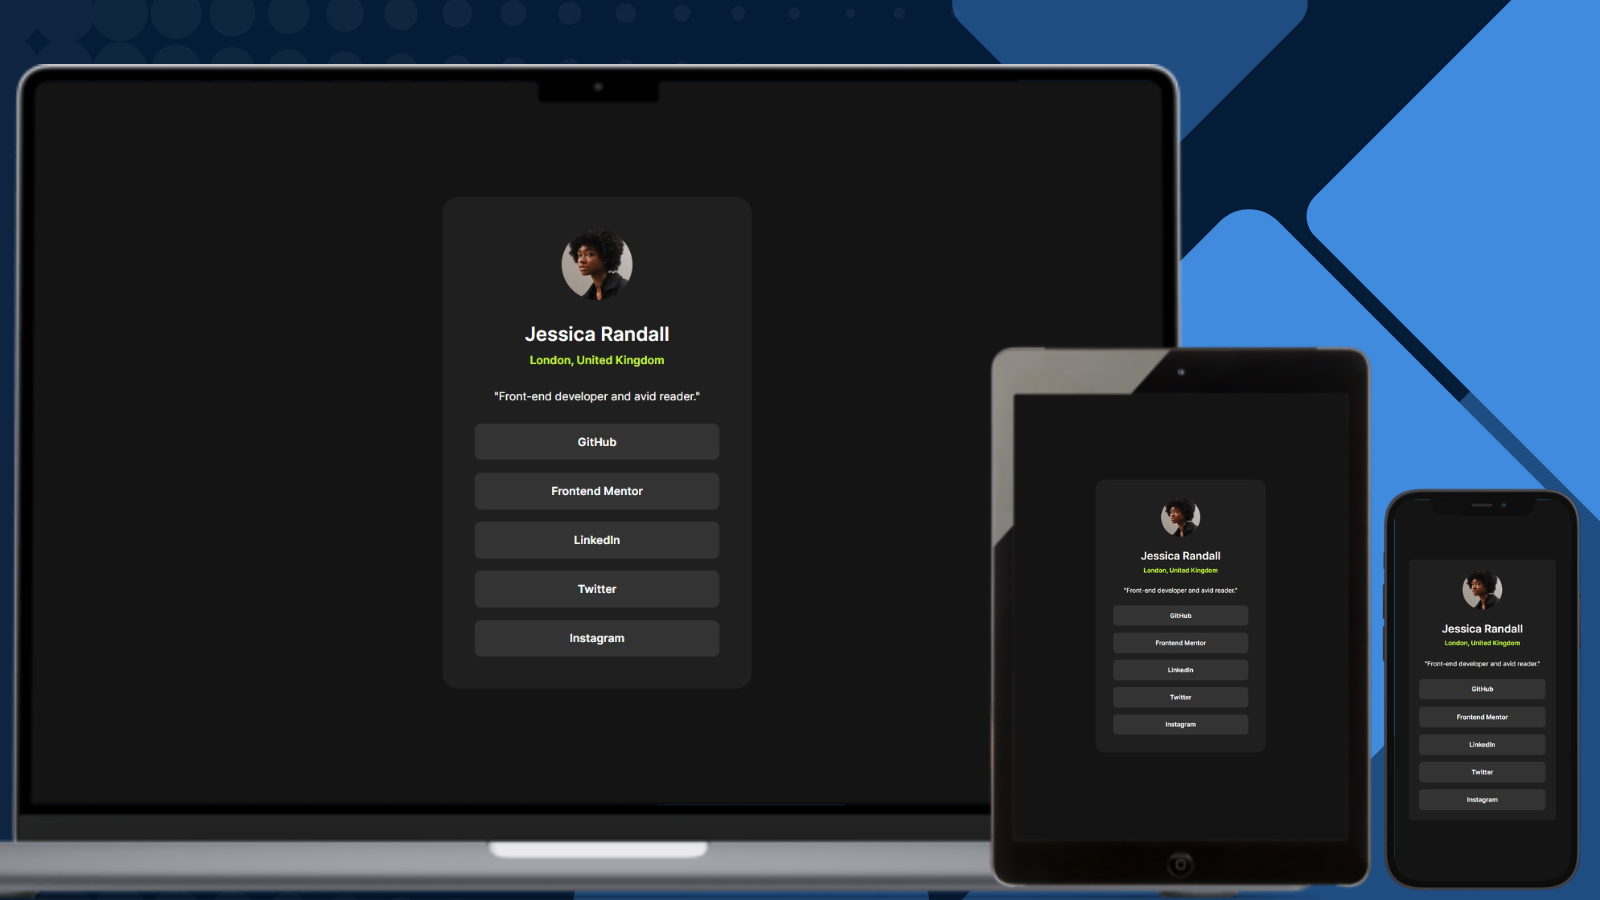 Jessica Randall
London, United Kingdom
"Front-end developer and avid reader."
GitHub
Frontend Mentor
LinkedIn
Twitter
Instagram
Jessica Randall
London, United Kingdom
"Front-end developer and avid reader."
GitHub
Frontend Mentor
LinkedIn
Twitter
Instagram
Jessica Randall
London, United Kingdom
"Front-end developer and avid reader."
GitHub
Frontend Mentor
LinkedIn
Twitter
Instagram